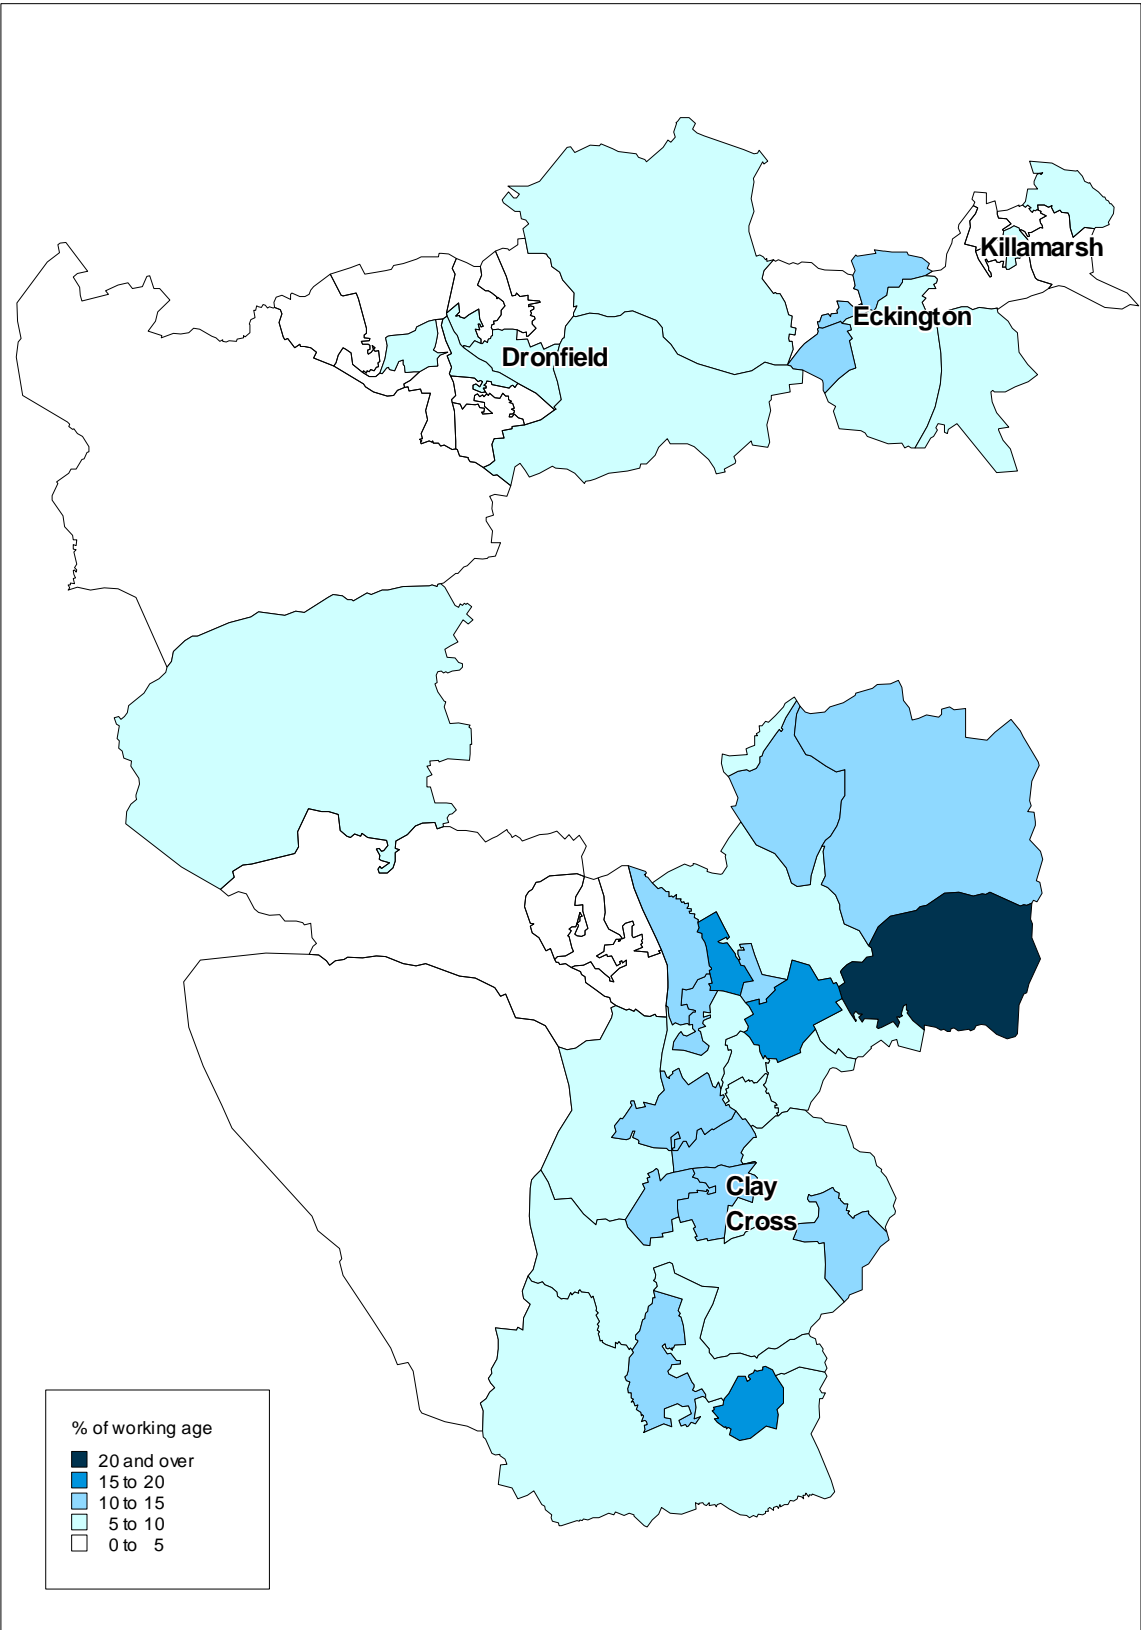 Killamarsh
Eckington
Dronfield
Clay
Cross
% of working age
20 and over
15 to 20
10 to 15
5 to 10
0 to 5